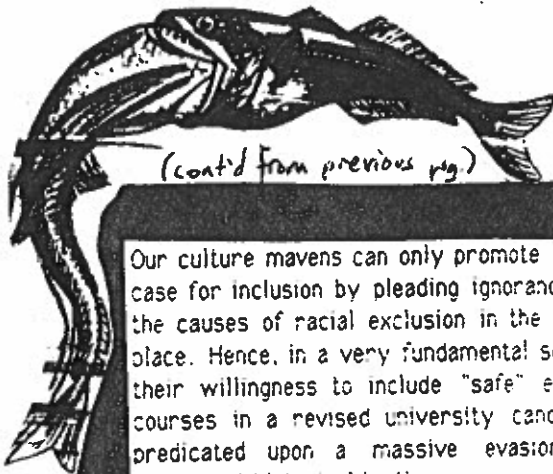 (cont'd from previous pg.)
Our culture mavens can only promote
case for inclusion by pleading ignoranc
the causes of racial exclusion in the
place. Hence, in a very fundamental s
their willingness to include "safe" e
courses in a revised university canc
predicated upon a massive evasio